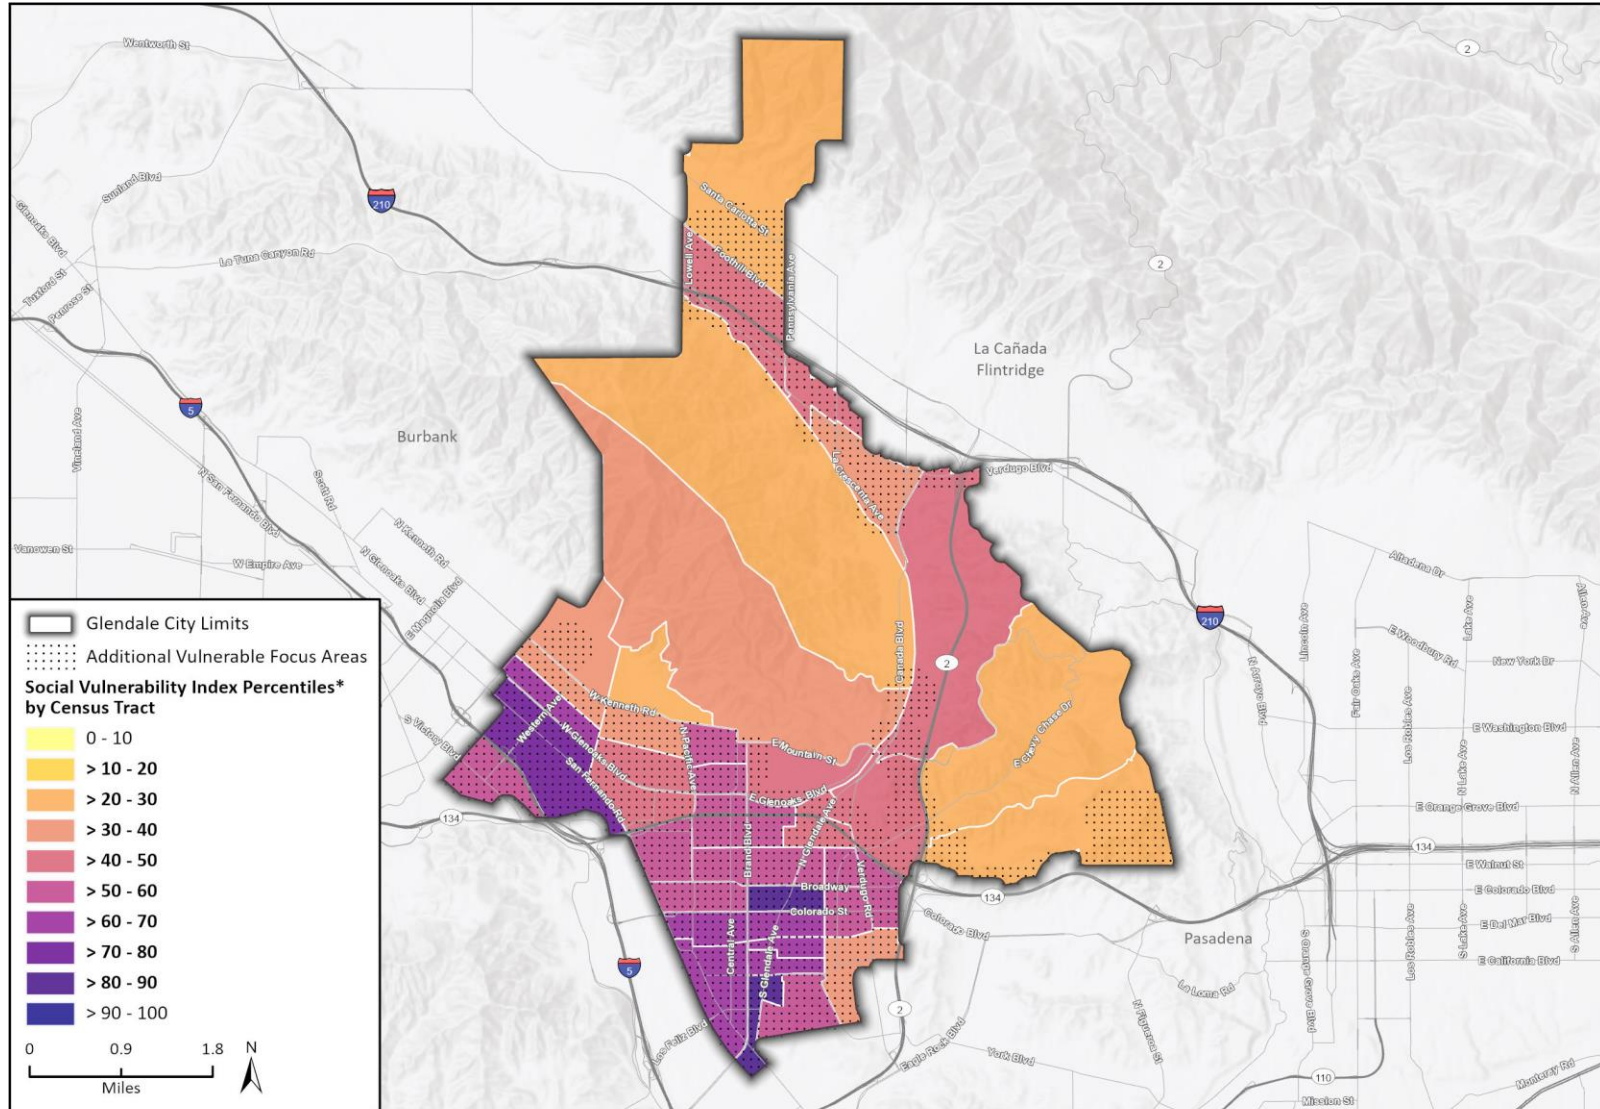 Wentworth St
2
210
Sunland Blvd
Glenoaks Blvd
Santa Carlotta St
La Tuna Canyon Rd
Tuxford St
Penrose St
Lowell Ave
Foothill Blvd
Pennsylvania Ave
2
La Cañada
Flintridge
5
Burbank
Vineland Ave
N San Fernando Blvd
Scott Rd
La Crescenta Ave
Verdugo Blvd
Vanowen St
W Empire Ave
N Kenneth Rd
N Glenoaks Blvd
E Magnolia Blvd
Altadena Dr
Allen Ave
Lincoln Ave
Lake Ave
E Woodbury Rd
New York Dr
Fair Oaks Ave
210
N Arroyo Blvd
Canada Blvd
2
Glendale City Limits
Additional Vulnerable Focus Areas
Social Vulnerability Index Percentiles*
by Census Tract
0 - 10
> 10 - 20
> 20 - 30
> 30 - 40
> 40 - 50
> 50 - 60
> 60 - 70
> 70 - 80
> 80 - 90
> 90 - 100
0
0.9
1.8
Miles
N
S Victory Blvd
Western Ave
W Kenneth Rd
W Glenoaks Blvd
San Fernando Rd
N Pacific Ave
E Mountain St
E Glenoaks Blvd
E Chevy Chase Dr
E Washington Blvd
Los Robles Ave
N Lake Ave
N Allen Ave
E Orange Grove Blvd
134
134
Brand Blvd
N Glendale Ave
Verdugo Rd
Broadway
Colorado St
134
E Walnut St
E Colorado Blvd
Colorado Blvd
E Del Mar Blvd
Pasadena
Central Ave
S Glendale Ave
E California Blvd
S Orange Grove Blvd
Los Robles Ave
S Lake Ave
S Allen Ave
5
La Loma Rd
2
Los Feliz Blvd
Eagle Rock Blvd
York Blvd
N Figueroa St
110
Mission St
Monterey Rd